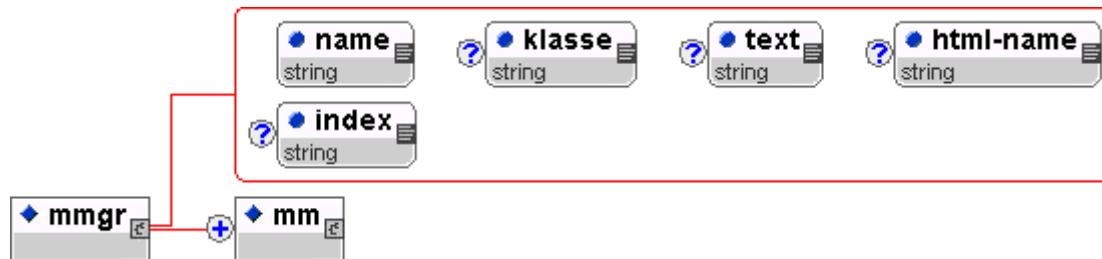 name klasse text html-name
string string string string
index
string
mmgr mm